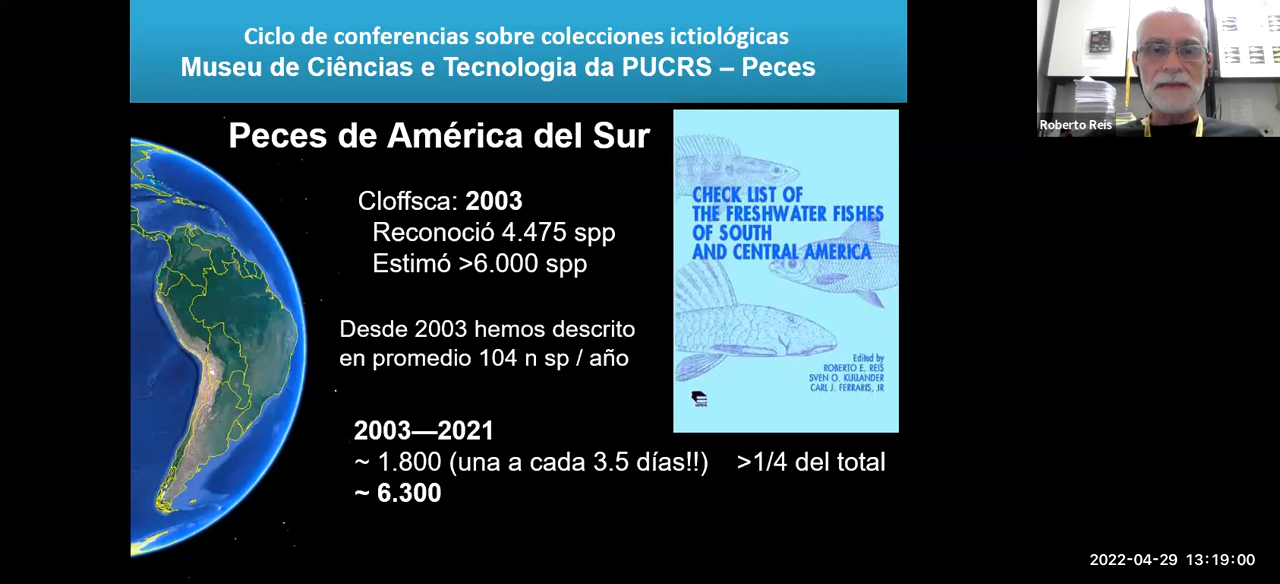 Ciclo de conferencias sobre colecciones ictiológicas
Museu de Ciências e Tecnologia da PUCRS – Peces
Peces de América del Sur
Cloffsca: 2003
Reconoció 4.475 spp
Estimó >6.000 spp
Desde 2003 hemos descrito
en promedio 104 n sp / año
2003—2021
~ 1.800 (una a cada 3.5 días!!) >1/4 del total
~ 6.300
CHECK LIST OF
THE FRESHWATER FISHES
OF SOUTH
AND CENTRAL AMERICA
Edited by
ROBERTO E. REIS
SVEN O. KULLANDER
CARL J. FERRARIS, JR
Roberto Reis
2022-04-29 13:19:00